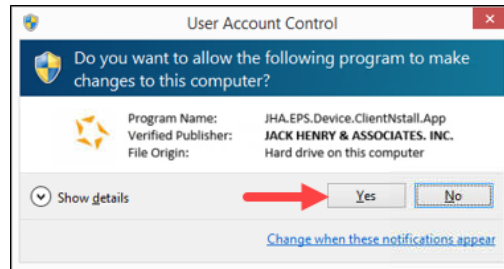 User Account Control
x
Do you want to allow the following program to make
changes to this computer?
Program Name: JHA.EPS.Device.ClientNstall.App
Verified Publisher: JACK HENRY & ASSOCIATES. INC.
File Origin: Hard drive on this computer
Show details
Yes No
Change when these notifications appear